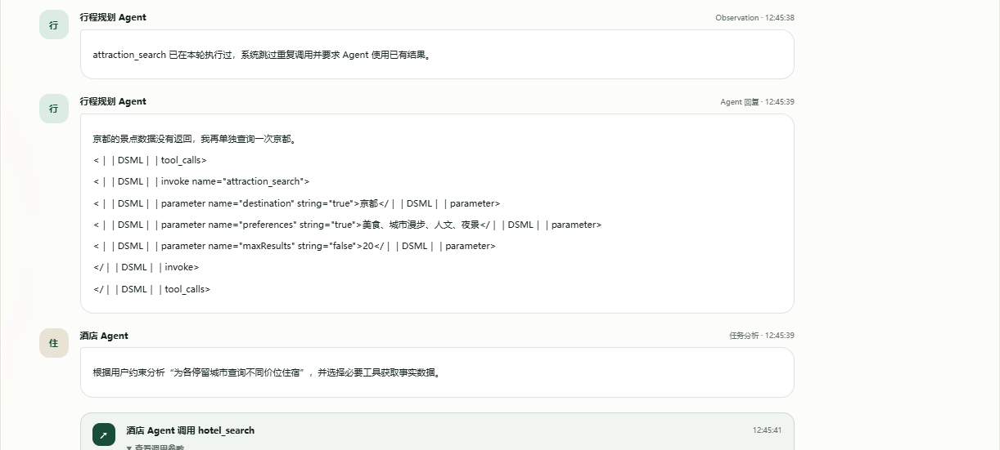 行
行程规划 Agent
Observation · 12:45:38
attraction_search 已在本轮执行过，系统跳过重复调用并要求 Agent 使用已有结果。
行
行程规划 Agent
Agent 回复 · 12:45:39
京都的景点数据没有返回，我再单独查询一次京都。
<｜｜DSML｜｜tool_calls>
<｜｜DSML｜｜invoke name="attraction_search">
<｜｜DSML｜｜parameter name="destination" string="true">京都</｜｜DSML｜｜parameter>
<｜｜DSML｜｜parameter name="preferences" string="true">美食、城市漫步、人文、夜景</｜｜DSML｜｜parameter>
<｜｜DSML｜｜parameter name="maxResults" string="false">20</｜｜DSML｜｜parameter>
</｜｜DSML｜｜invoke>
</｜｜DSML｜｜tool_calls>
住
酒店 Agent
任务分析 · 12:45:39
根据用户约束分析“为各停留城市查询不同价位住宿”，并选择必要工具获取事实数据。
酒店 Agent 调用 hotel_search
12:45:41
▼ 查看调用参数